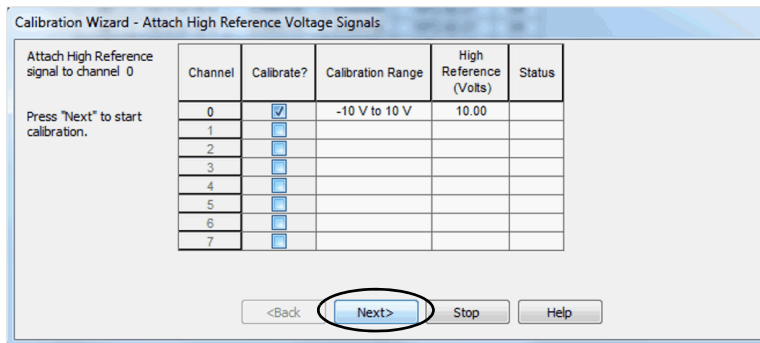 Calibration Wizard - Attach High Reference Voltage Signals
Attach High Reference
signal to channel 0
Press "Next" to start
calibration.
Channel Calibrate? Calibration Range High Reference (Volts) Status
0 -10 V to 10 V 10.00
1
2
3
4
5
6
7
<Back Next> Stop Help